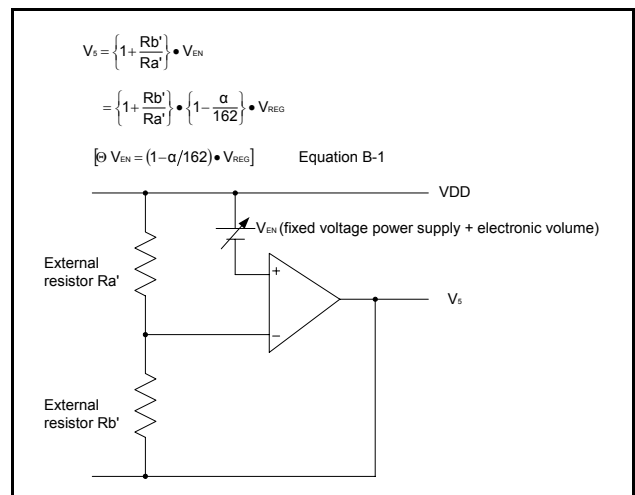 V₅ = {1 + Rb'/Ra'} • VEN
= {1 + Rb'/Ra'} • {1 − α/162} • VREG
[Θ VEN = (1−α/162) • VREG] Equation B-1
VDD
VEN (fixed voltage power supply + electronic volume)
External
resistor Ra'
+
V₅
−
External
resistor Rb'